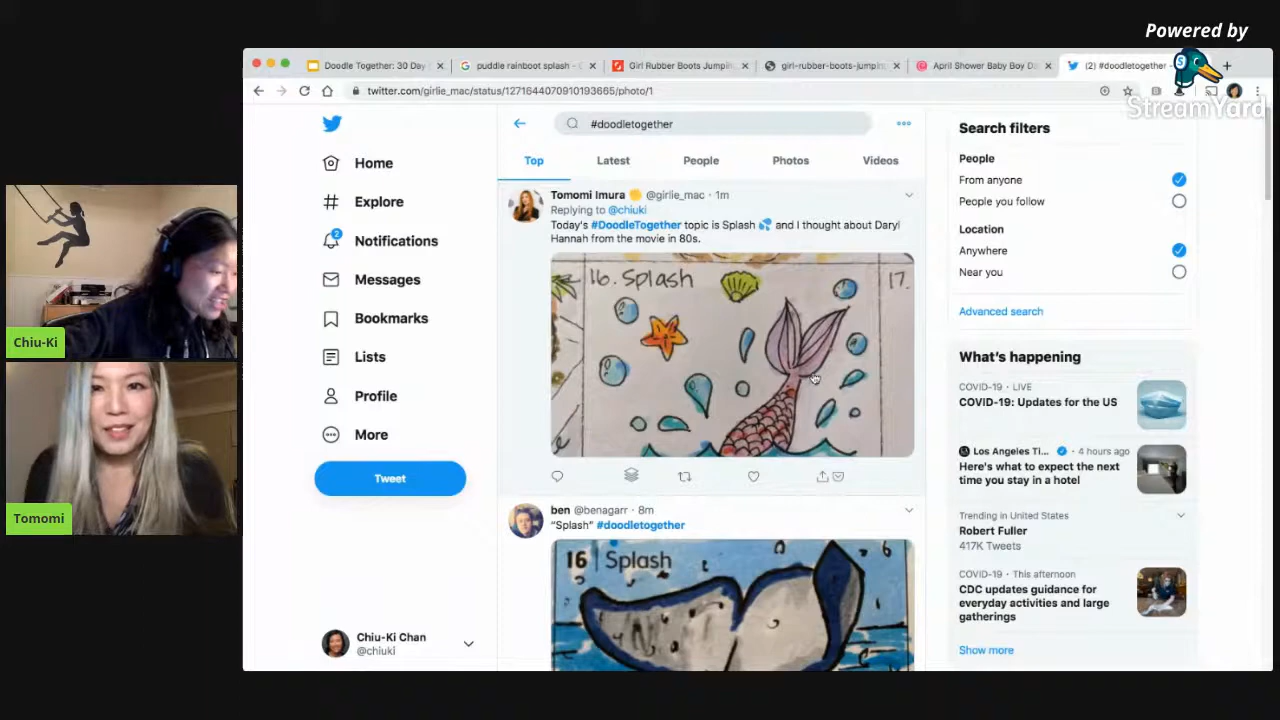 Powered by
StreamYard
Doodle Together: 30 Day
puddle rainboot splash -
Girl Rubber Boots Jumpin
girl-rubber-boots-jumpin
April Shower Baby Boy D
(2) #doodletogether -
twitter.com/girlie_mac/status/1271644070910193665/photo/1
Home
Explore
2
Notifications
Messages
Bookmarks
Lists
Profile
More
Tweet
Chiu-Ki Chan
@chiuki
#doodletogether
Top
Latest
People
Photos
Videos
Tomomi Imura @girlie_mac · 1m
Replying to @chiuki
Today's #DoodleTogether topic is Splash and I thought about Daryl
Hannah from the movie in 80s.
16. Splash
17.
ben @benagarr · 8m
“Splash” #doodletogether
16 Splash
Search filters
People
From anyone
People you follow
Location
Anywhere
Near you
Advanced search
What's happening
COVID-19 · LIVE
COVID-19: Updates for the US
Los Angeles Ti... · 4 hours ago
Here's what to expect the next
time you stay in a hotel
Trending in United States
Robert Fuller
417K Tweets
COVID-19 · This afternoon
CDC updates guidance for
everyday activities and large
gatherings
Show more
Chiu-Ki
Tomomi